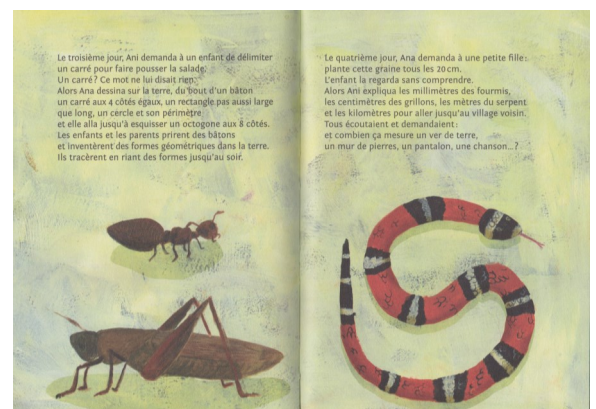 Le troisième jour, Ani demanda à un enfant de délimiter
un carré pour faire pousser la salade.
Un carré? Ce mot ne lui disait rien.
Alors Ana dessina sur la terre, du bout d'un bâton
un carré aux 4 côtés égaux, un rectangle pas aussi large
que long, un cercle et son périmètre
et elle alla jusqu'à esquisser un octogone aux 8 côtés.
Les enfants et les parents prirent des bâtons
et inventèrent des formes géométriques dans la terre.
Ils tracèrent en riant des formes jusqu'au soir.
Le quatrième jour, Ana demanda à une petite fille:
plante cette graine tous les 20 cm.
L'enfant la regarda sans comprendre.
Alors Ani expliqua les millimètres des fourmis,
les centimètres des grillons, les mètres du serpent
et les kilomètres pour aller jusqu'au village voisin.
Tous écoutaient et demandaient:
et combien ça mesure un ver de terre,
un mur de pierres, un pantalon, une chanson...?